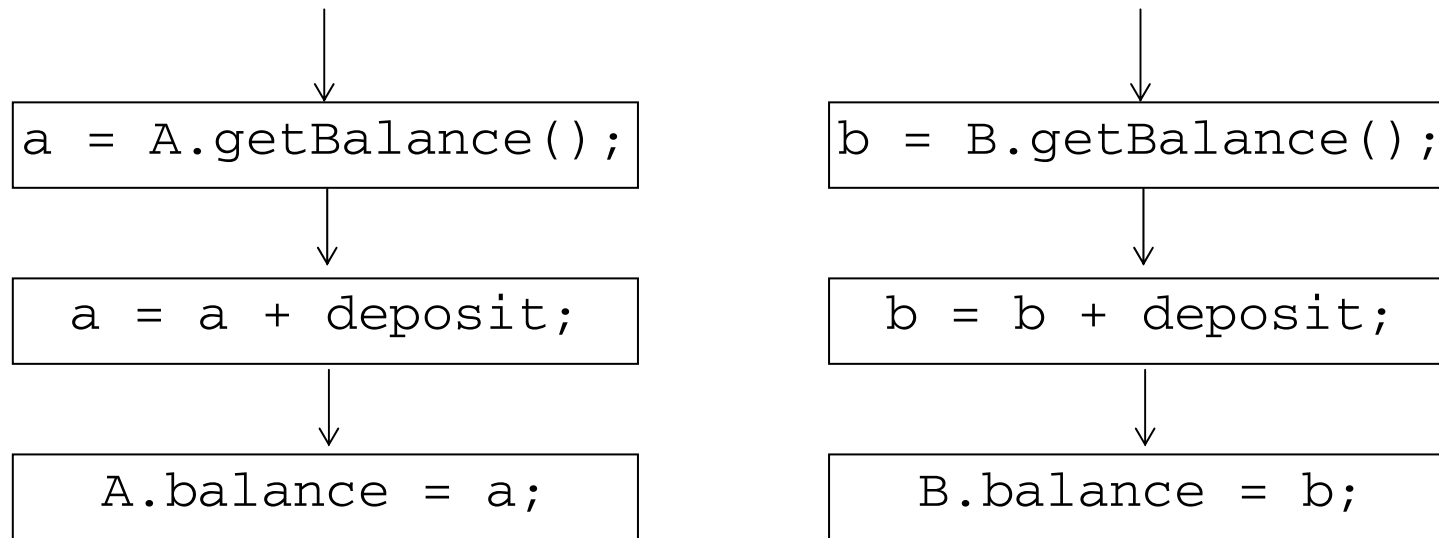 a = A.getBalance();
b = B.getBalance();
a = a + deposit;
b = b + deposit;
A.balance = a;
B.balance = b;